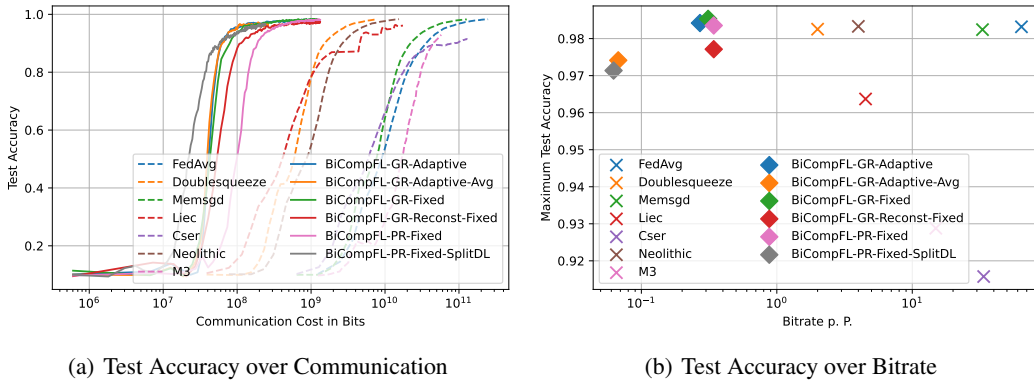 1.0
0.8
0.6
0.4
0.2
Test Accuracy
FedAvg
Doublesqueeze
Memsgd
Liec
Cser
Neolithic
M3
BiCompFL-GR-Adaptive
BiCompFL-GR-Adaptive-Avg
BiCompFL-GR-Fixed
BiCompFL-GR-Reconst-Fixed
BiCompFL-PR-Fixed
BiCompFL-PR-Fixed-SplitDL
10⁶ 10⁷ 10⁸ 10⁹ 10¹⁰ 10¹¹
Communication Cost in Bits
(a) Test Accuracy over Communication
0.98
0.97
0.96
0.95
0.94
0.93
0.92
Maximum Test Accuracy
FedAvg
Doublesqueeze
Memsgd
Liec
Cser
Neolithic
M3
BiCompFL-GR-Adaptive
BiCompFL-GR-Adaptive-Avg
BiCompFL-GR-Fixed
BiCompFL-GR-Reconst-Fixed
BiCompFL-PR-Fixed
BiCompFL-PR-Fixed-SplitDL
10⁻¹ 10⁰ 10¹
Bitrate p. P.
(b) Test Accuracy over Bitrate